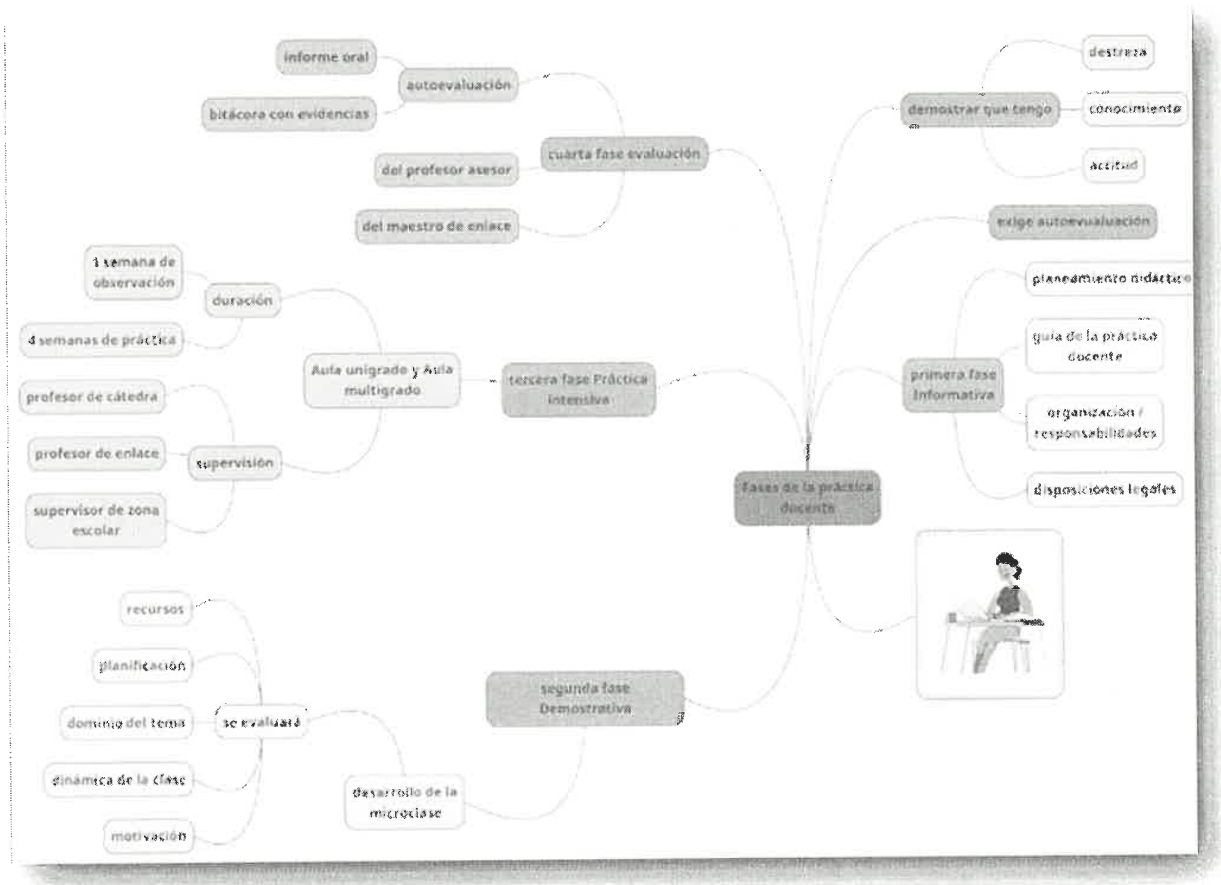 Fases de la práctica
docente
demostrar que tengo
destreza
conocimiento
actitud
exige autoevualuación
primera fase
Informativa
planeamiento didáctico
guía de la práctica
docente
organización /
responsabilidades
disposiciones legales
segunda fase
Demostrativa
desarrollo de la
microclase
se evaluará
recursos
planificación
dominio del tema
dinámica de la clase
motivación
tercera fase Práctica
intensiva
Aula unigrado y Aula
multigrado
duración
1 semana de
observación
4 semanas de práctica
supervisión
profesor de cátedra
profesor de enlace
supervisor de zona
escolar
cuarta fase evaluación
autoevaluación
informe oral
bitácora con evidencias
del profesor asesor
del maestro de enlace